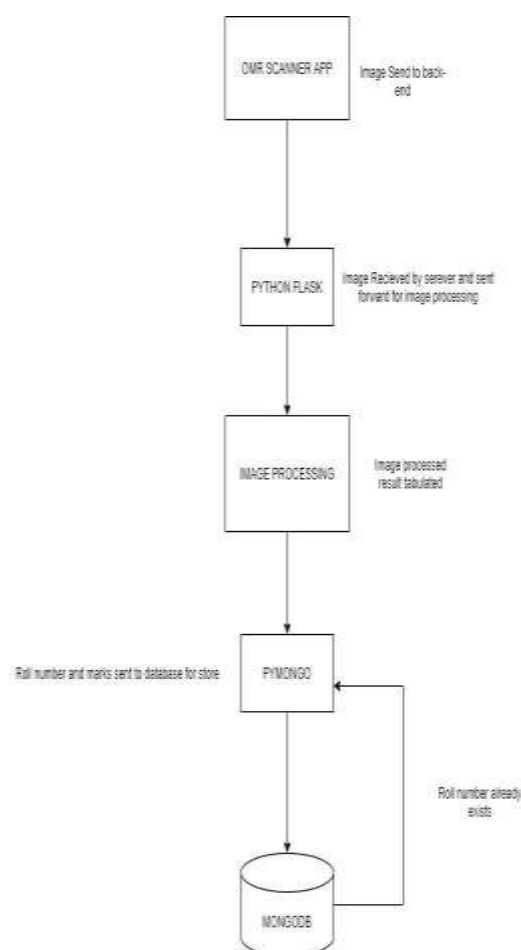 OMR SCANNER APP
Image Send to back-
end
PYTHON FLASK
Image Recieved by serever and sent
forward for image processing
IMAGE PROCESSING
Image processed
result tabulated
Roll number and marks sent to database for store
PYMONGO
Roll number already
exists
MONGODB